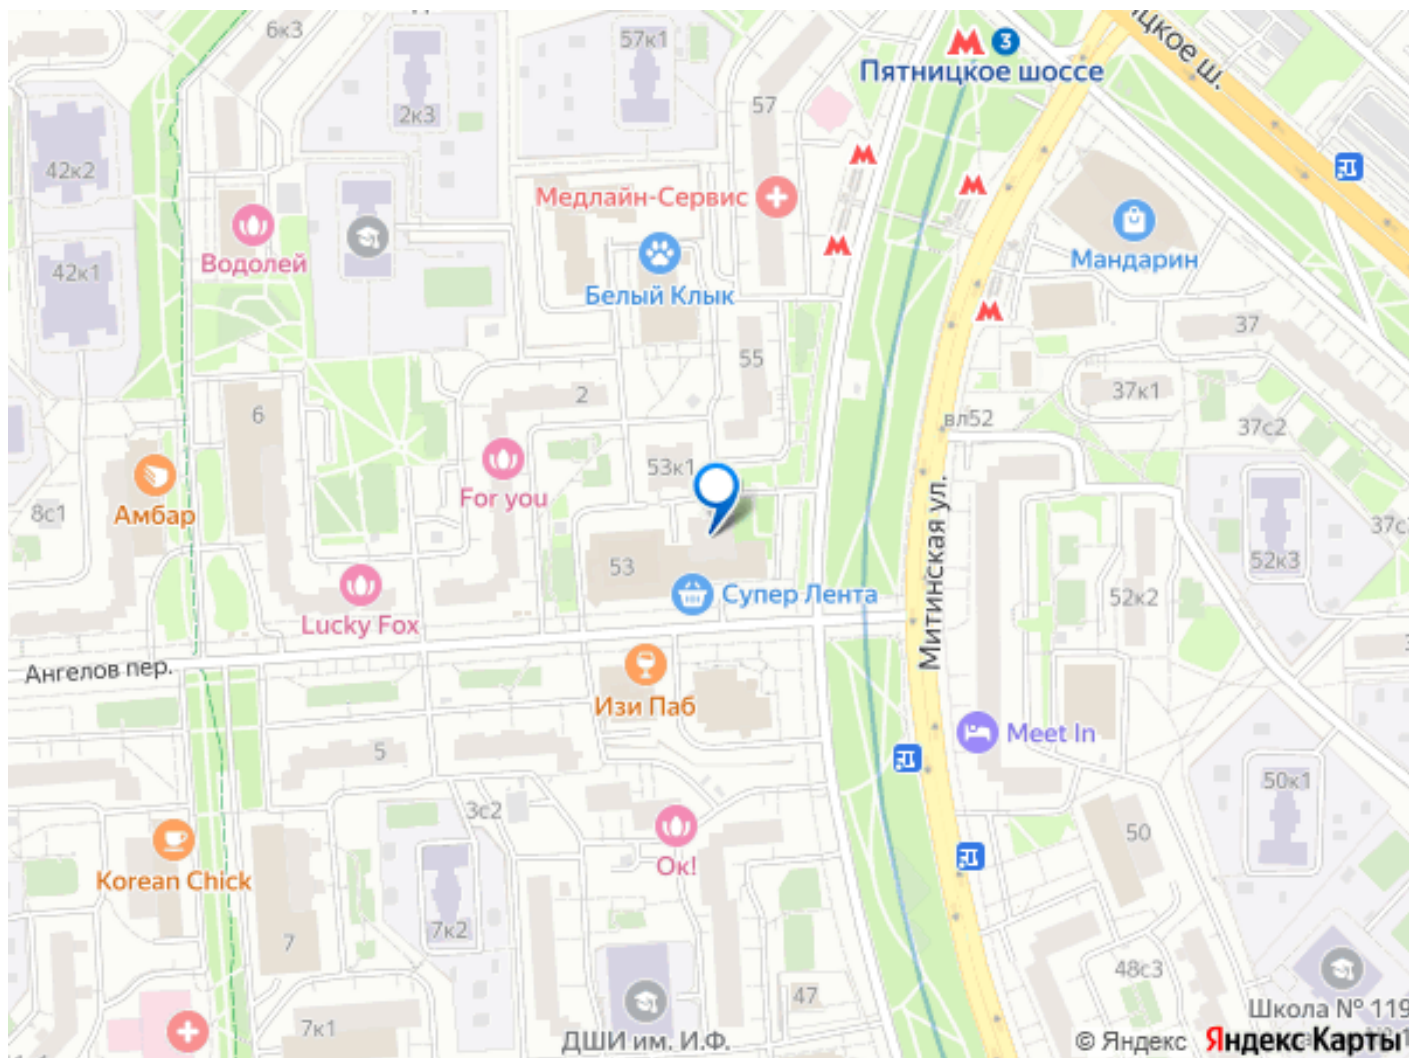 6к3
57к1
3
Пятницкое шоссе
цкое ш.
2к3
57
42к2
Медлайн-Сервис
Водолей
42к1
Белый Клык
Мандарин
37
55
37к1
2
6
вл52
37с2
53к1
For you
8с1
Амбар
37с
53
Супер Лента
Митинская ул.
52к3
52к2
Lucky Fox
Ангелов пер.
Изи Паб
5
Meet In
3с2
50к1
50
Ок!
Korean Chick
7
7к2
48с3
47
7к1
ДШИ им. И.Ф.
Школа № 119
© Яндекс
Яндекс Карты